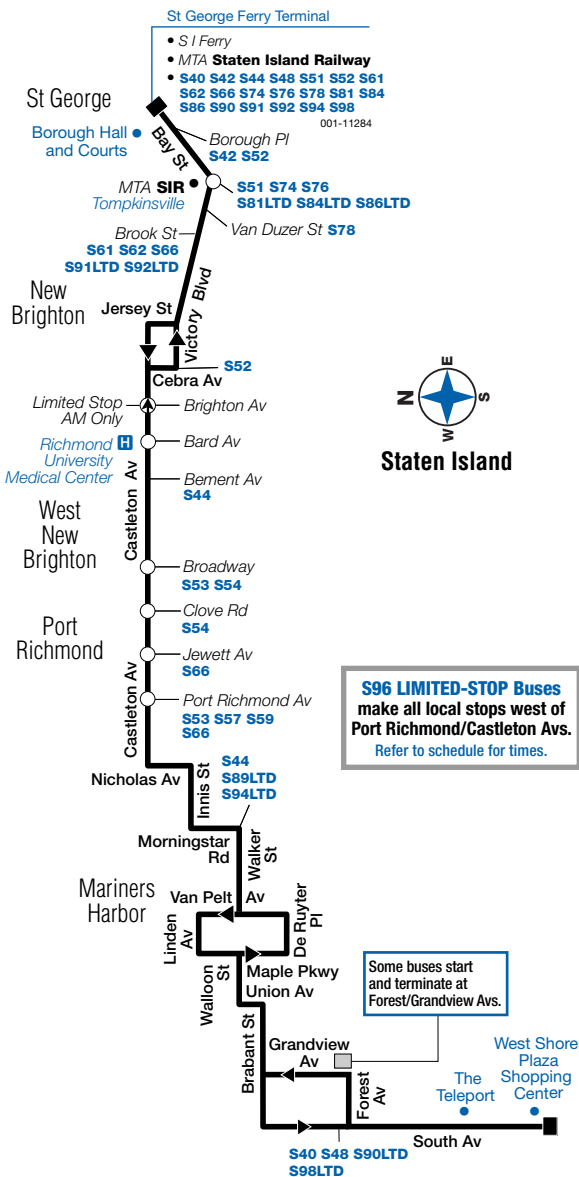 St George Ferry Terminal
• S I Ferry
• MTA Staten Island Railway
• S40 S42 S44 S48 S51 S52 S61
S62 S66 S74 S76 S78 S81 S84
S86 S90 S91 S92 S94 S98
001-11284
St George
Borough Hall
and Courts
Bay St
Borough Pl
S42 S52
MTA SIR
Tompkinsville
S51 S74 S76
S81LTD S84LTD S86LTD
Van Duzer St S78
Brook St
S61 S62 S66
S91LTD S92LTD
Victory Blvd
New
Brighton
Jersey St
S52
Cebra Av
Limited Stop
AM Only
Brighton Av
N
E
S
W
Staten Island
Richmond H
University
Medical Center
Bard Av
Castleton Av
Bement Av
S44
West
New
Brighton
Broadway
S53 S54
Clove Rd
S54
Port
Richmond
Jewett Av
S66
Castleton Av
Port Richmond Av
S53 S57 S59
S66
S96 LIMITED-STOP Buses
make all local stops west of
Port Richmond/Castleton Avs.
Refer to schedule for times.
Nicholas Av
Innis St
S44
S89LTD
S94LTD
Morningstar
Rd
Walker
St
Mariners
Harbor
Van Pelt Av
Linden
Av
De Ruyter
Pl
Walloon
St
Maple Pkwy
Union Av
Some buses start
and terminate at
Forest/Grandview Avs.
Brabant St
Grandview
Av
Forest
Av
The
Teleport
West Shore
Plaza
Shopping
Center
South Av
S40 S48 S90LTD
S98LTD